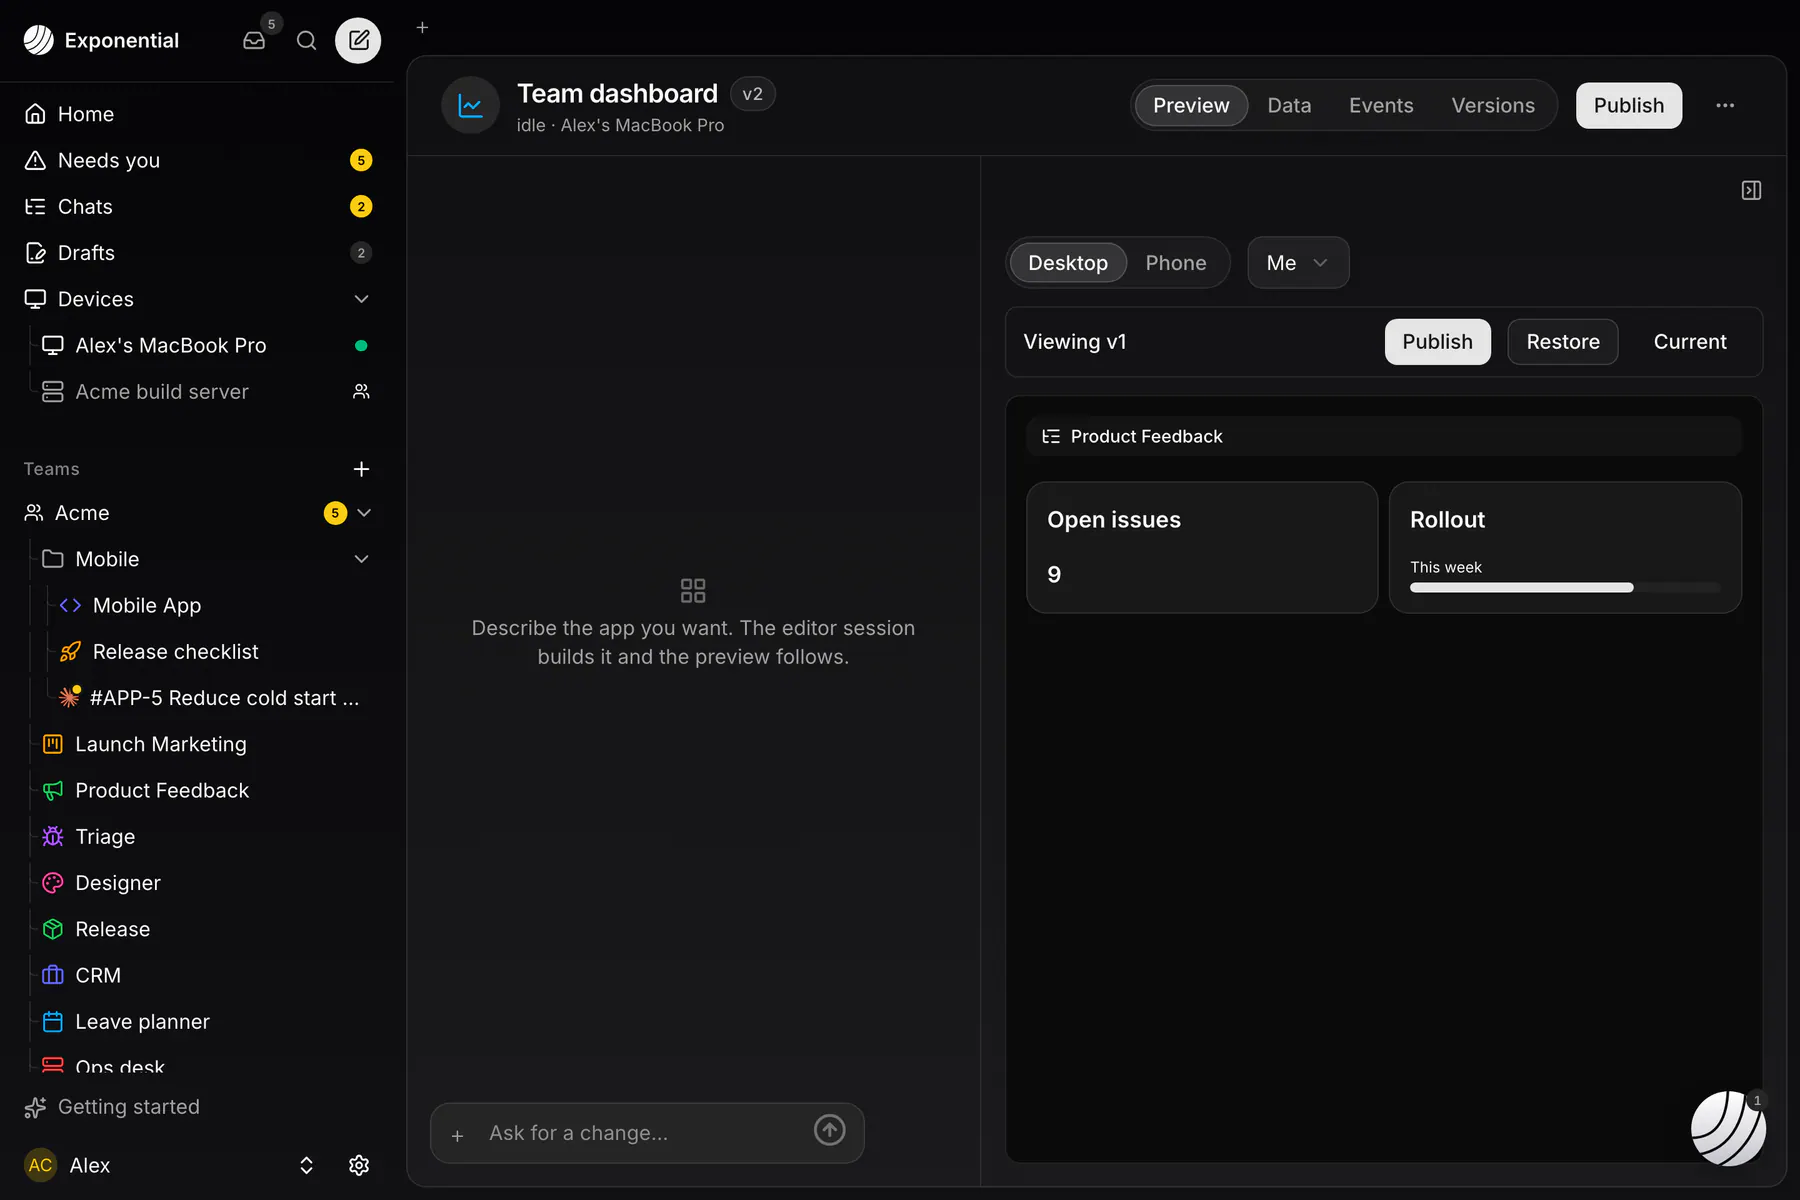 Exponential
5
Home
Needs you
5
Chats
2
Drafts
2
Devices
Alex's MacBook Pro
Acme build server
Teams
Acme
5
Mobile
Mobile App
Release checklist
#APP-5 Reduce cold start ...
Launch Marketing
Product Feedback
Triage
Designer
Release
CRM
Leave planner
Ops desk
Getting started
AC
Alex
Team dashboard
v2
idle · Alex's MacBook Pro
Preview
Data
Events
Versions
Publish
Describe the app you want. The editor session
builds it and the preview follows.
Ask for a change...
Desktop
Phone
Me
Viewing v1
Publish
Restore
Current
Product Feedback
Open issues
9
Rollout
This week
1